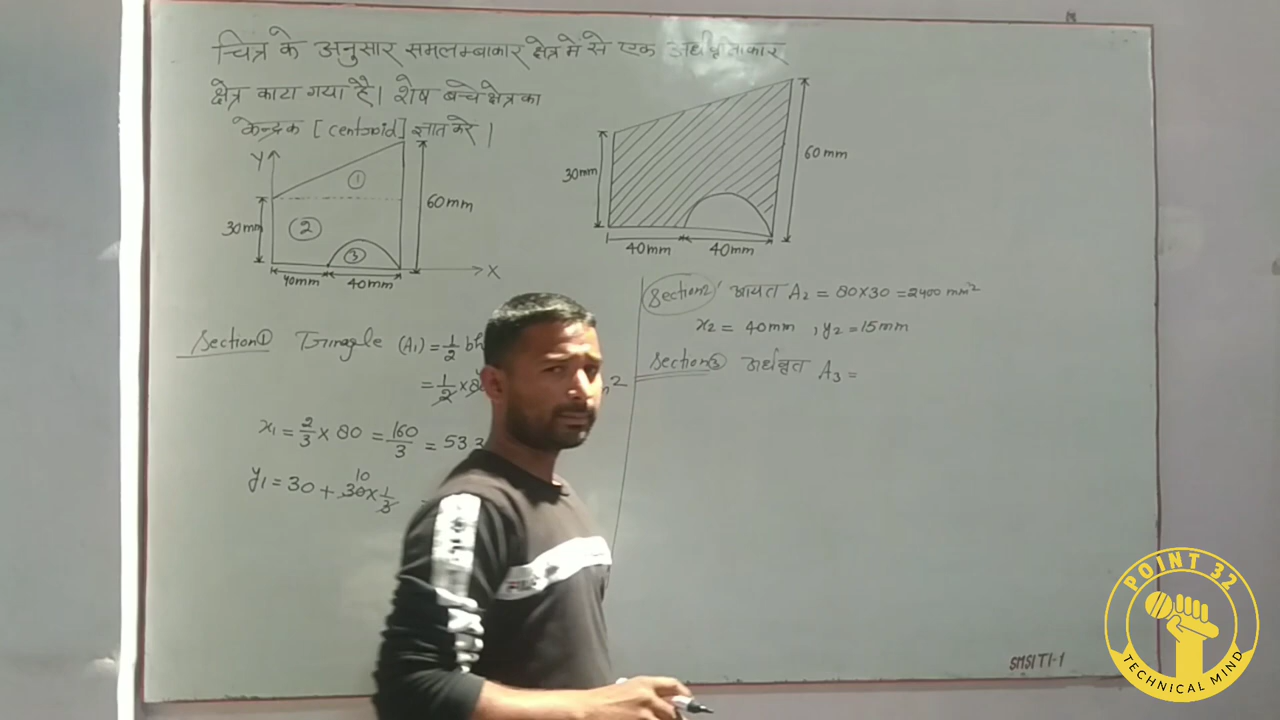 चित्र के अनुसार समलम्बाकार क्षेत्र में से एक अर्धवृत्ताकार
क्षेत्र काटा गया है। शेष बचे क्षेत्र का
केन्द्रक [centroid] ज्ञात करे।
Y
①
②
③
30mm
60mm
40mm
40mm
X
30mm
60mm
40mm
40mm
Section① Triangle (A₁) = 1/2 bh
= 1/2 ×
x₁ = 2/3 × 80 = 160/3 = 53.3
y₁ = 30 + 30 × 1/3
10
Section2 आयत A₂ = 80×30 = 2400 mm²
x₂ = 40mm , y₂ = 15mm
Section③ अर्धवृत A₃ =
SMSITI-1
POINT 32
TECHNICAL MIND